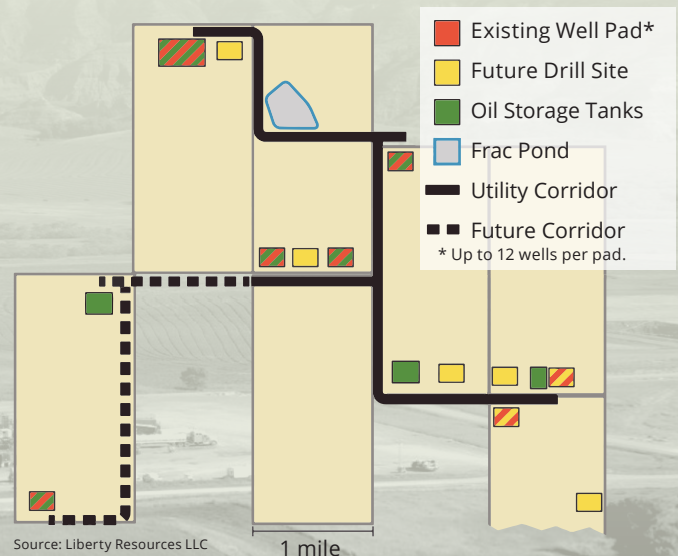 Existing Well Pad*
Future Drill Site
Oil Storage Tanks
Frac Pond
Utility Corridor
Future Corridor
* Up to 12 wells per pad.
Source: Liberty Resources LLC
1 mile